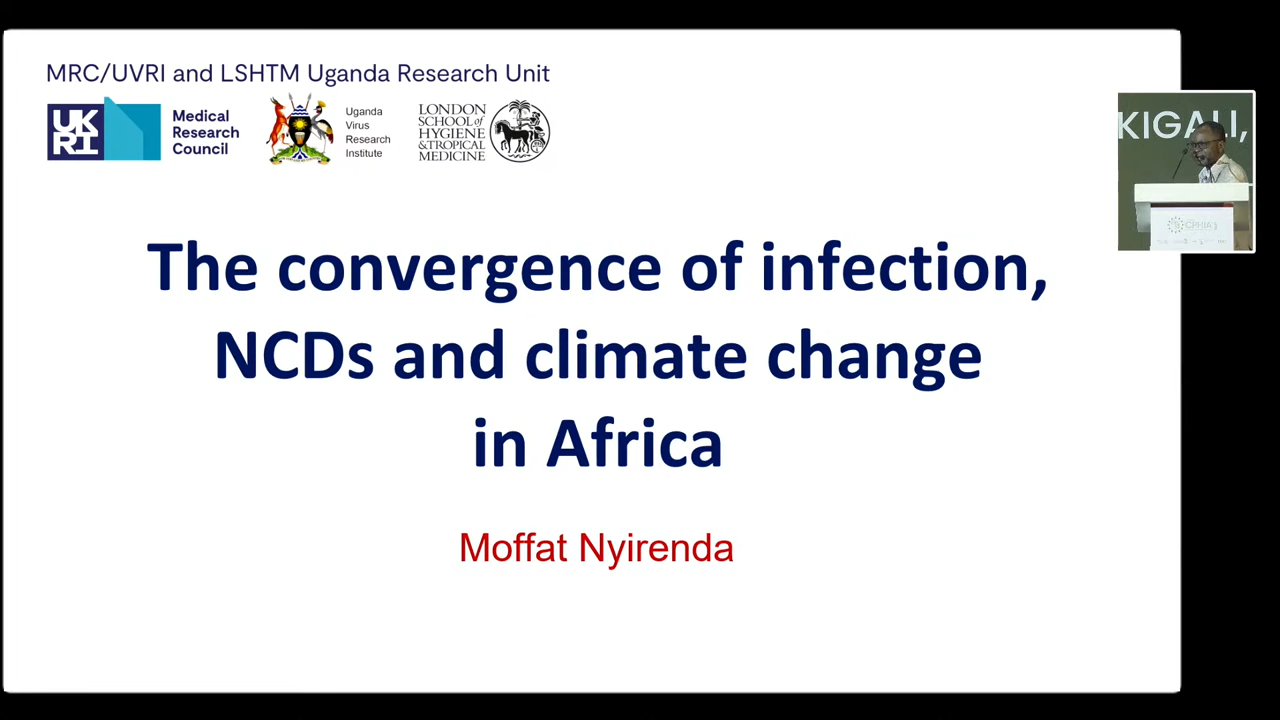 MRC/UVRI and LSHTM Uganda Research Unit
UK
RI
Medical
Research
Council
Uganda
Virus
Research
Institute
LONDON
SCHOOL of
HYGIENE
& TROPICAL
MEDICINE
KIGALI,
CPHIA
The convergence of infection,
NCDs and climate change
in Africa
Moffat Nyirenda